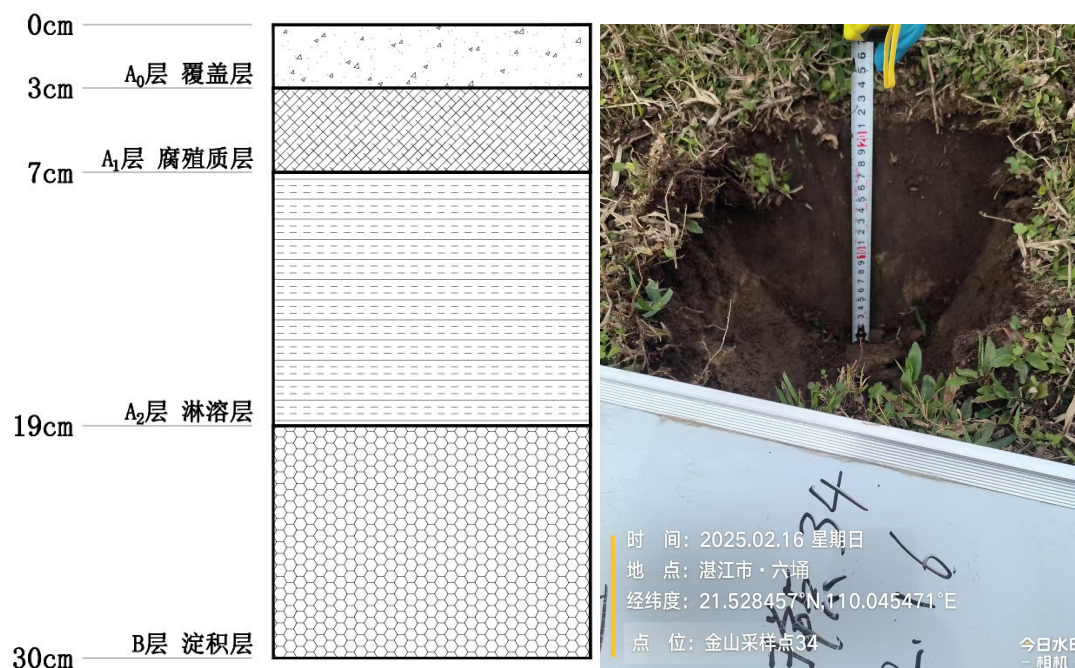 0cm
A₀层 覆盖层
3cm
A₁层 腐殖质层
7cm
A₂层 淋溶层
19cm
B层 淀积层
30cm
34
16
时 间: 2025.02.16 星期日
地 点: 湛江市·六埇
经纬度: 21.528457°N,110.045471°E
点 位: 金山采样点34
今日水印
-相机